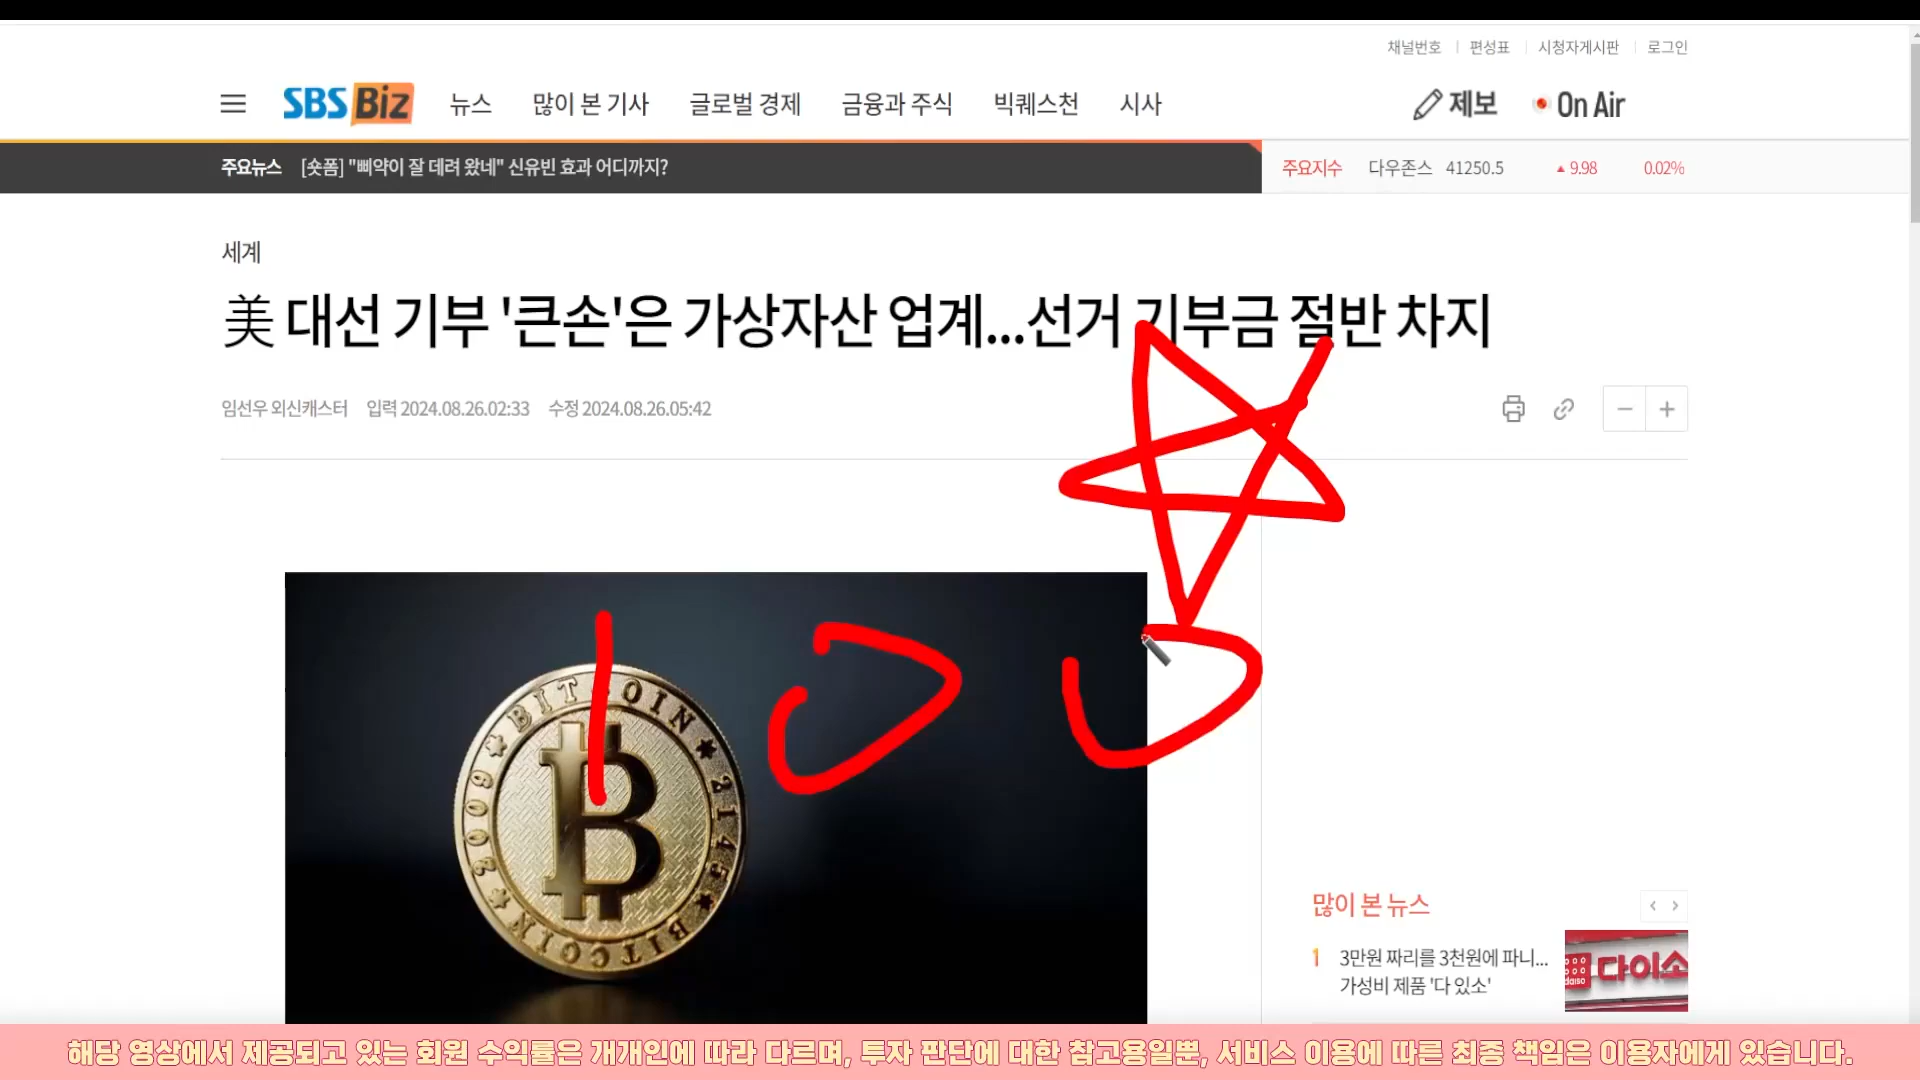 채널번호 편성표 시청자게시판 로그인
SBS Biz 뉴스 많이 본 기사 글로벌 경제 금융과 주식 빅퀘스천 시사 제보 On Air
주요뉴스 [숏폼] "삐약이 잘 데려 왔네" 신유빈 효과 어디까지? 주요지수 다우존스 41250.5 ▲ 9.98 0.02%
세계
美 대선 기부 '큰손'은 가상자산 업계...선거 기부금 절반 차지
임선우 외신캐스터 입력 2024.08.26.02:33 수정 2024.08.26.05:42
100
BITCOIN 2145 BITCOIN 2009
B
많이 본 뉴스
1 3만원 짜리를 3천원에 파니...
가성비 제품 '다 있소'
다이소
daiso
해당 영상에서 제공되고 있는 회원 수익률은 개개인에 따라 다르며, 투자 판단에 대한 참고용일뿐, 서비스 이용에 따른 최종 책임은 이용자에게 있습니다.